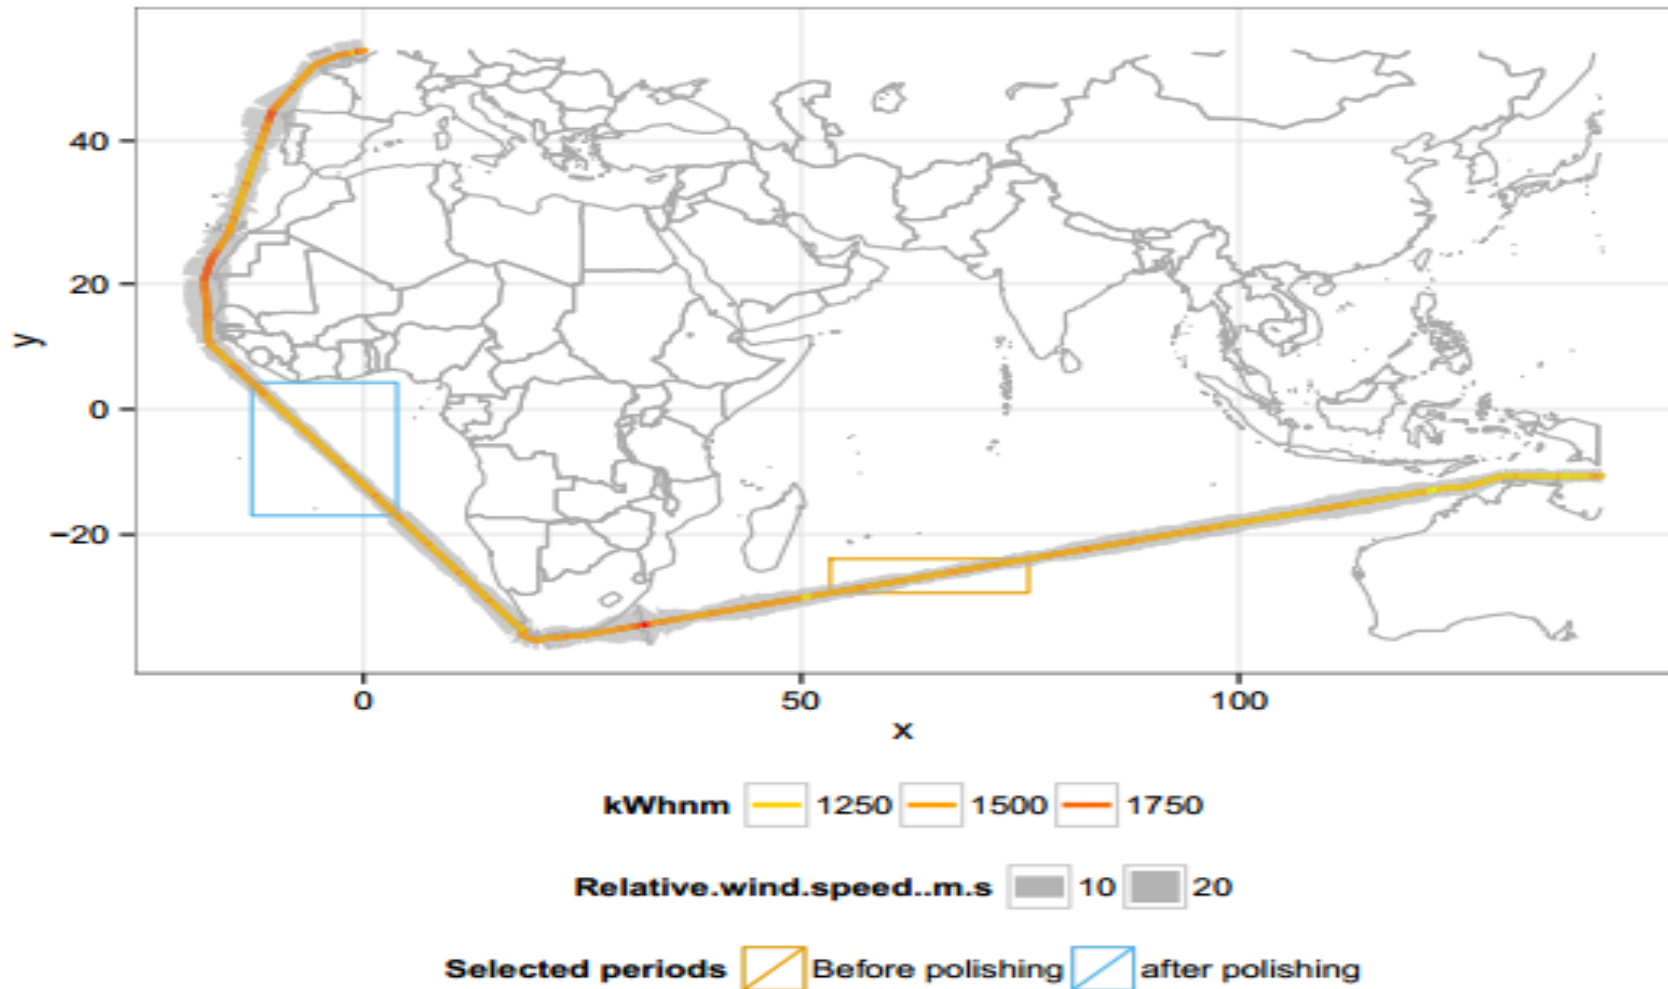 40
20
0
−20
y
0 50 100
x
kWhnm 1250 1500 1750
Relative.wind.speed..m.s 10 20
Selected periods Before polishing after polishing